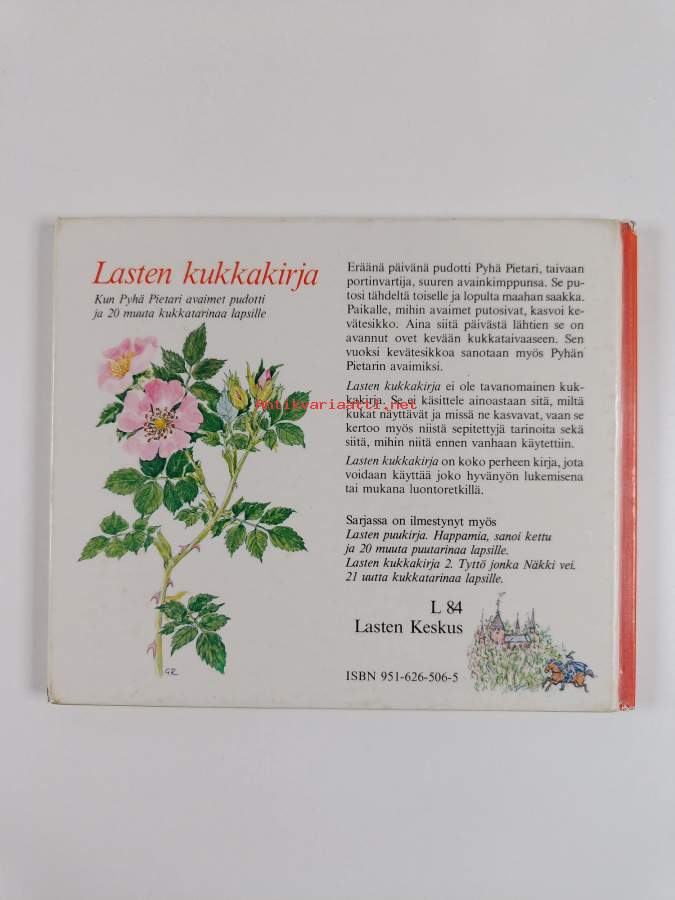 Lasten kukkakirja
Kun Pyhä Pietari avaimet pudotti
ja 20 muuta kukkatarinaa lapsille
GR
Eräänä päivänä pudotti Pyhä Pietari, taivaan
portinvartija, suuren avainkimppunsa. Se pu-
tosi tähdeltä toiselle ja lopulta maahan saakka.
Paikalle, mihin avaimet putosivat, kasvoi ke-
vätesikko. Aina siitä päivästä lähtien se on
avannut ovet kevään kukkataivaaseen. Sen
vuoksi kevätesikkoa sanotaan myös Pyhän
Pietarin avaimiksi.
Lasten kukkakirja ei ole tavanomainen kuk-
kakirja. Se ei käsittele ainoastaan sitä, miltä
kukat näyttävät ja missä ne kasvavat, vaan se
kertoo myös niistä sepitettyjä tarinoita sekä
siitä, mihin niitä ennen vanhaan käytettiin.
Lasten kukkakirja on koko perheen kirja, jota
voidaan käyttää joko hyvänyön lukemisena
tai mukana luontoretkillä.
Sarjassa on ilmestynyt myös
Lasten puukirja. Happamia, sanoi kettu
ja 20 muuta puutarinaa lapsille.
Lasten kukkakirja 2. Tyttö jonka Näkki vei.
21 uutta kukkatarinaa lapsille.
L 84
Lasten Keskus
ISBN 951-626-506-5
Antikvariaatti.net